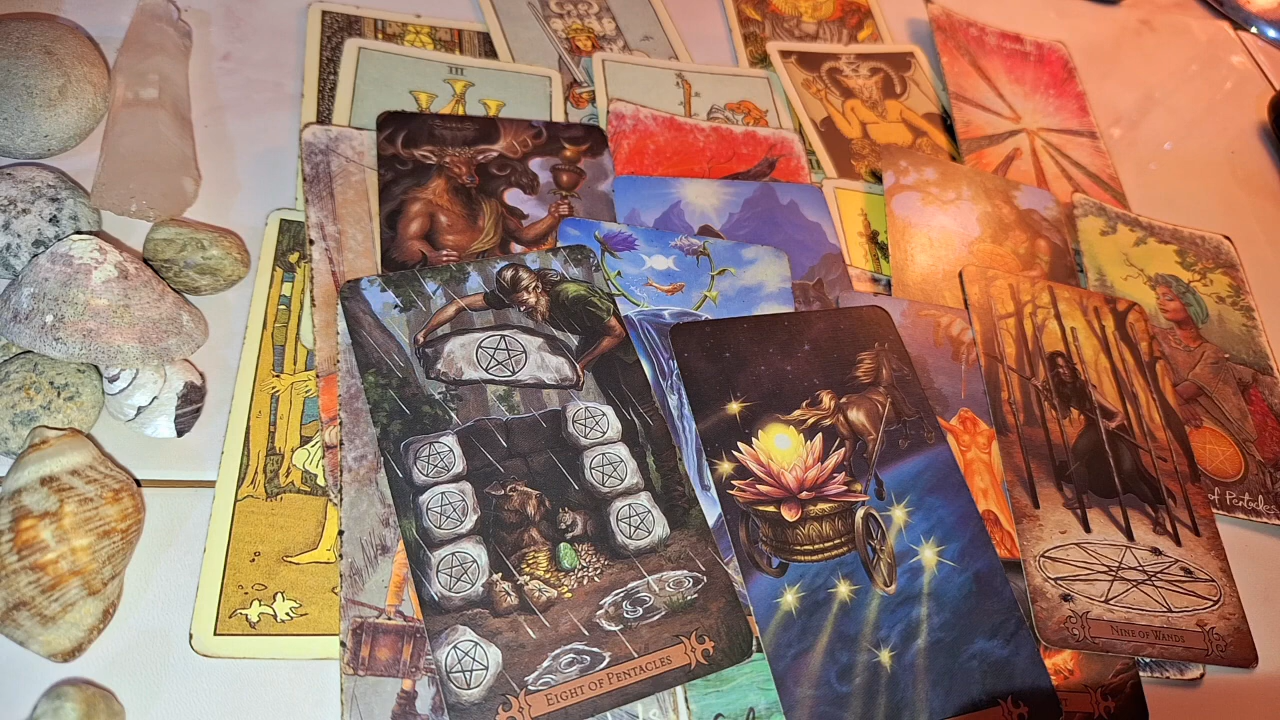 III
of Pentacles
NINE OF WANDS
EIGHT OF PENTACLES